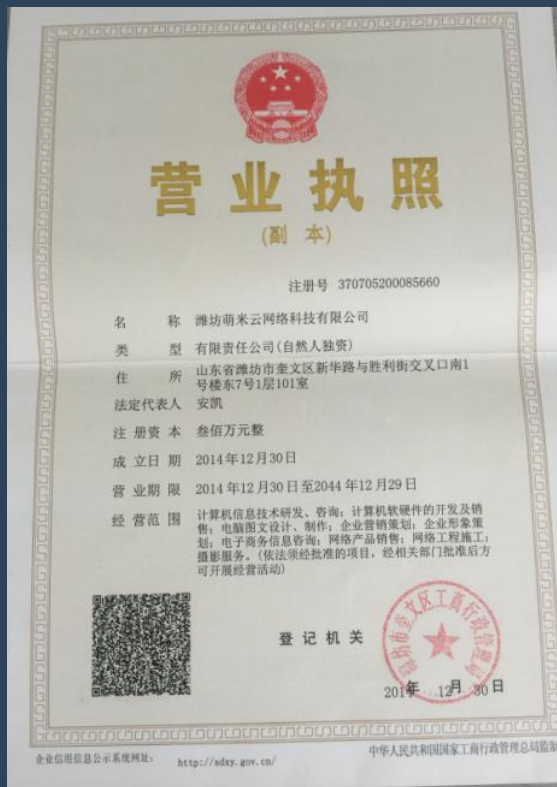 营业执照
(副 本)
注册号 370705200085660
名 称 潍坊萌米云网络科技有限公司
类 型 有限责任公司(自然人独资)
住 所 山东省潍坊市奎文区新华路与胜利街交叉口南1
号楼东7号1层101室
法定代表人 安凯
注 册 资 本 叁佰万元整
成 立 日 期 2014年12月30日
营 业 期 限 2014年12月30日至2044年12月29日
经 营 范 围 计算机信息技术研发、咨询；计算机软硬件的开发及销
售；电脑图文设计、制作；企业营销策划；企业形象策
划；电子商务信息咨询；网络产品销售；网络工程施工；
摄影服务。(依法须经批准的项目，经相关部门批准后方
可开展经营活动)
登 记 机 关
潍坊市奎文区工商行政管理局
2014年 12月 30日
企业信用信息公示系统网址： http://sdxy.gov.cn/
中华人民共和国国家工商行政管理总局监制